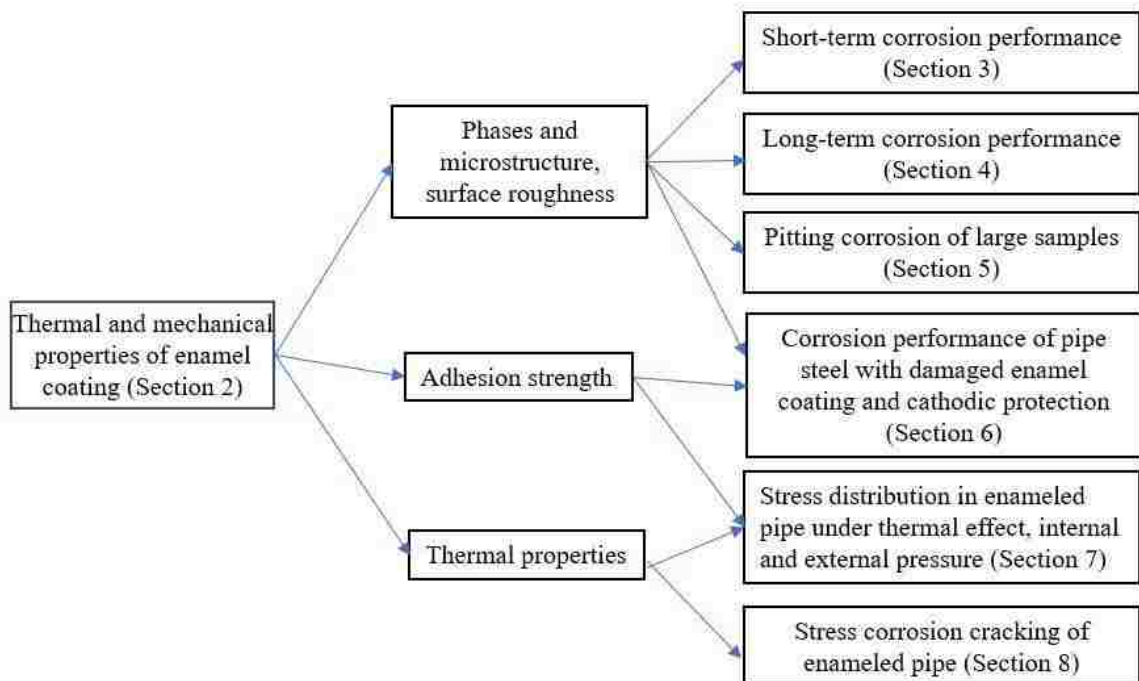 Short-term corrosion performance
(Section 3)
Phases and
microstructure,
surface roughness
Long-term corrosion performance
(Section 4)
Pitting corrosion of large samples
(Section 5)
Thermal and mechanical
properties of enamel
coating (Section 2)
Adhesion strength
Corrosion performance of pipe
steel with damaged enamel
coating and cathodic protection
(Section 6)
Thermal properties
Stress distribution in enameled
pipe under thermal effect, internal
and external pressure (Section 7)
Stress corrosion cracking of
enameled pipe (Section 8)